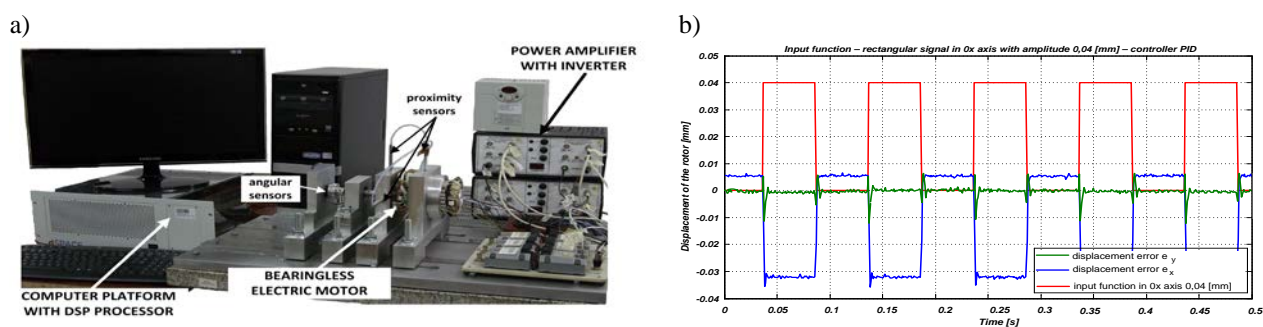 a)
POWER AMPLIFIER
WITH INVERTER
proximity
sensors
angular
sensors
BEARINGLESS
ELECTRIC MOTOR
COMPUTER PLATFORM
WITH DSP PROCESSOR
b)
Input function – rectangular signal in 0x axis with amplitude 0,04 [mm] – controller PID
Displacement of the rotor [mm]
0.05
0.04
0.03
0.02
0.01
0
-0.01
-0.02
-0.03
-0.04
displacement error e y
displacement error e x
input function in 0x axis 0,04 [mm]
0 0.05 0.1 0.15 0.2 0.25 0.3 0.35 0.4 0.45 0.5
Time [s]